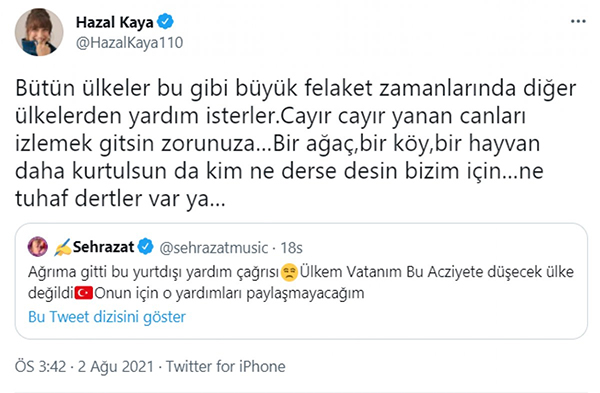 Hazal Kaya
@HazalKaya110
Bütün ülkeler bu gibi büyük felaket zamanlarında diğer
ülkelerden yardım isterler.Cayır cayır yanan canları
izlemek gitsin zorunuza...Bir ağaç,bir köy,bir hayvan
daha kurtulsun da kim ne derse desin bizim için...ne
tuhaf dertler var ya...
✍️Sehrazat @sehrazatmusic · 18s
Ağrıma gitti bu yurtdışı yardım çağrısı😒Ülkem Vatanım Bu Acziyete düşecek ülke
değildi🇹🇷Onun için o yardımları paylaşmayacağım
Bu Tweet dizisini göster
ÖS 3:42 · 2 Ağu 2021 · Twitter for iPhone